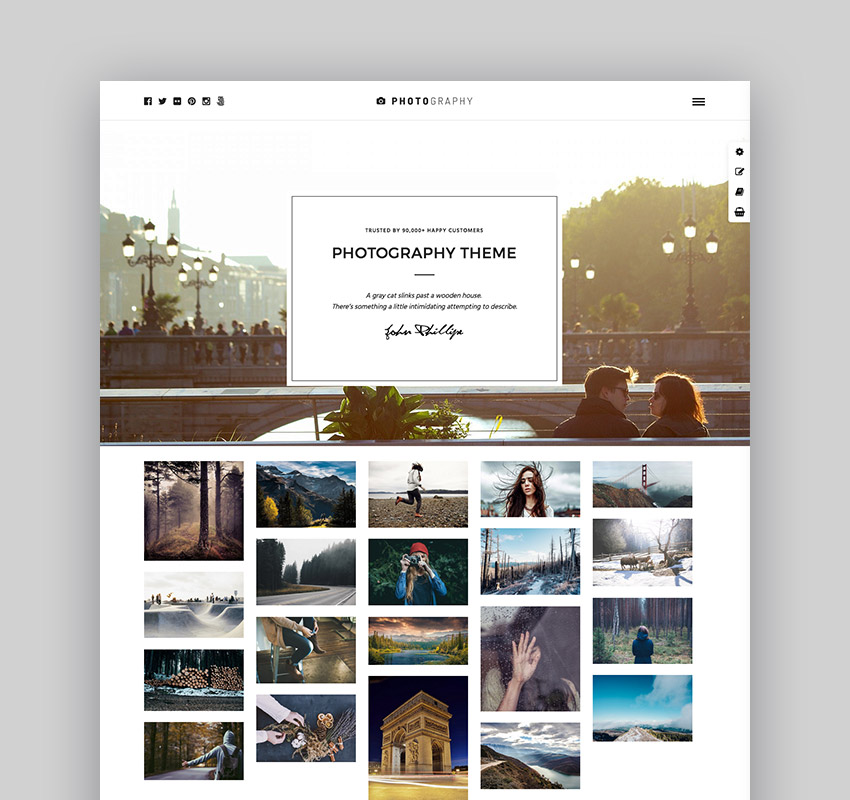 PHOTOGRAPHY
TRUSTED BY 90,000+ HAPPY CUSTOMERS
PHOTOGRAPHY THEME
A gray cat slinks past a wooden house.
There's something a little intimidating attempting to describe.
John Phillips